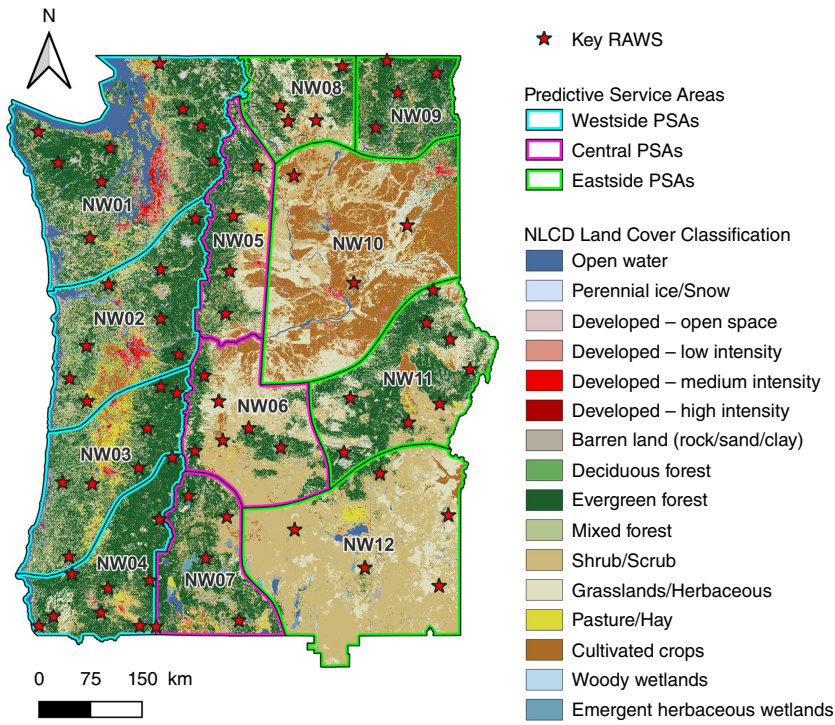 N
NW01
NW02
NW03
NW04
NW05
NW06
NW07
NW08
NW09
NW10
NW11
NW12
0 75 150 km
Key RAWS
Predictive Service Areas
Westside PSAs
Central PSAs
Eastside PSAs
NLCD Land Cover Classification
Open water
Perennial ice/Snow
Developed – open space
Developed – low intensity
Developed – medium intensity
Developed – high intensity
Barren land (rock/sand/clay)
Deciduous forest
Evergreen forest
Mixed forest
Shrub/Scrub
Grasslands/Herbaceous
Pasture/Hay
Cultivated crops
Woody wetlands
Emergent herbaceous wetlands